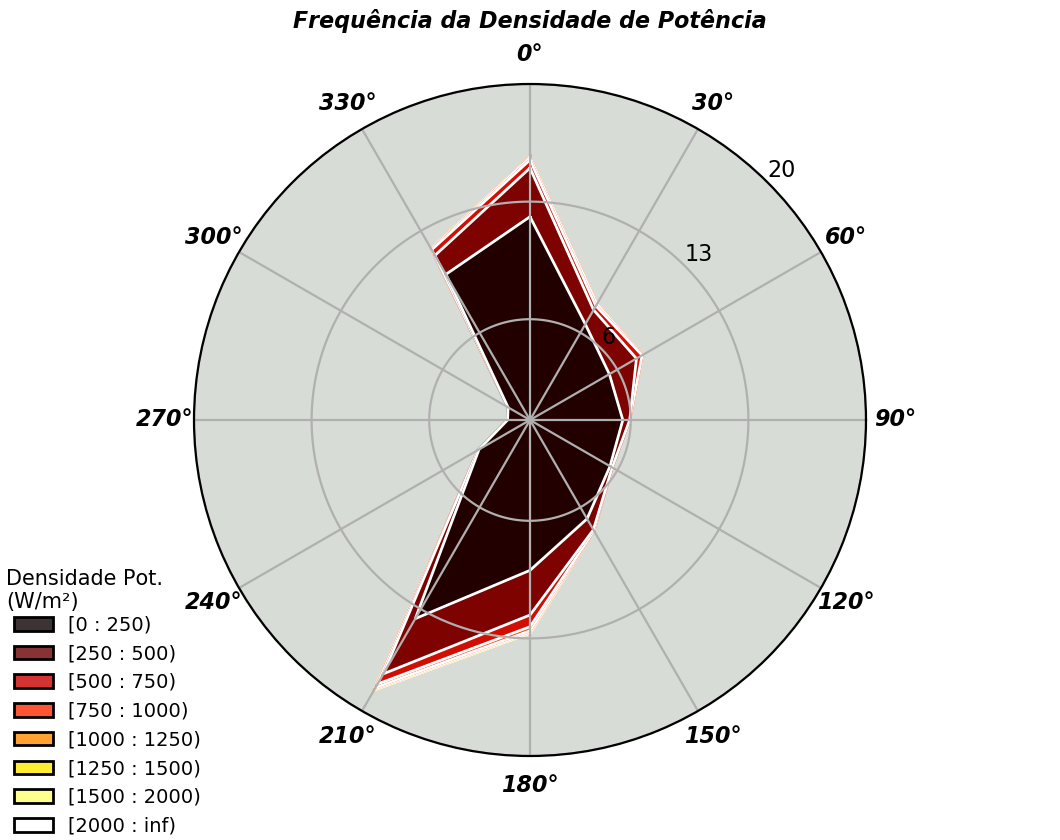 Frequência da Densidade de Potência
0°
330°
30°
20
300°
60°
13
6
270°
90°
Densidade Pot.
(W/m²)
240°
120°
[0 : 250)
[250 : 500)
[500 : 750)
[750 : 1000)
210°
150°
[1000 : 1250)
[1250 : 1500)
180°
[1500 : 2000)
[2000 : inf)